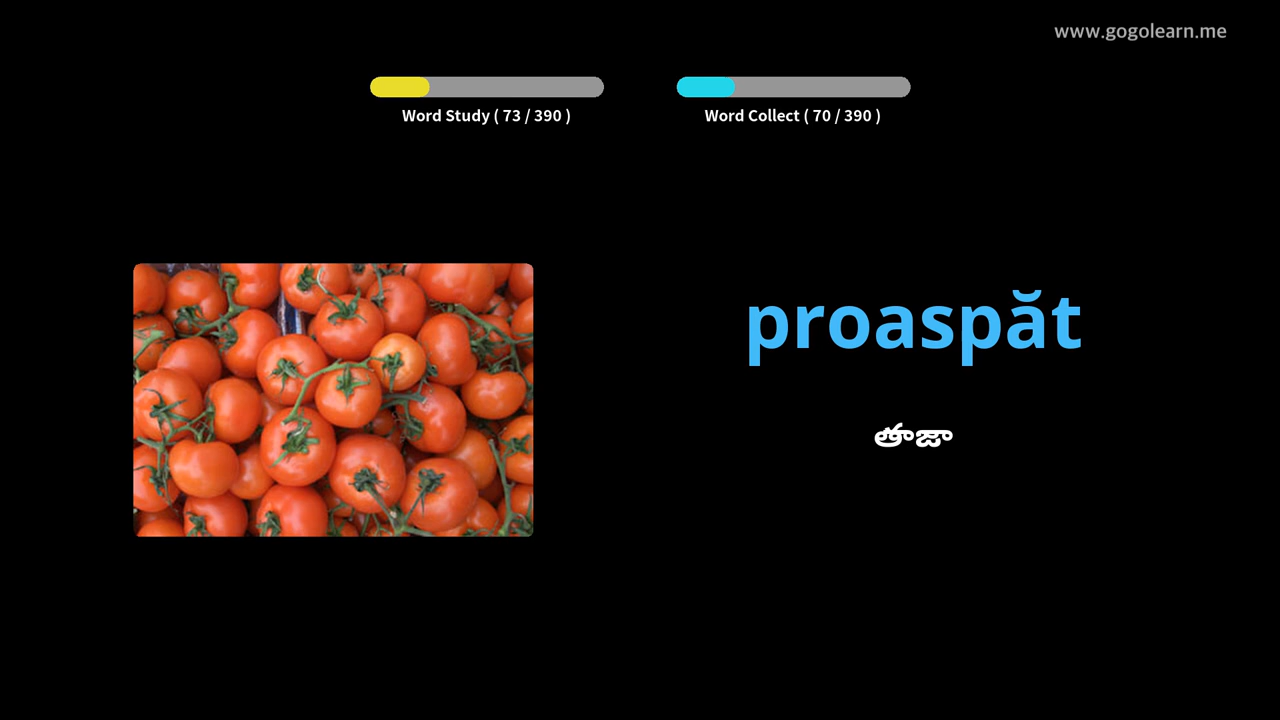 www.gogolearn.me
Word Study ( 73 / 390 )
Word Collect ( 70 / 390 )
proaspăt
తాజా